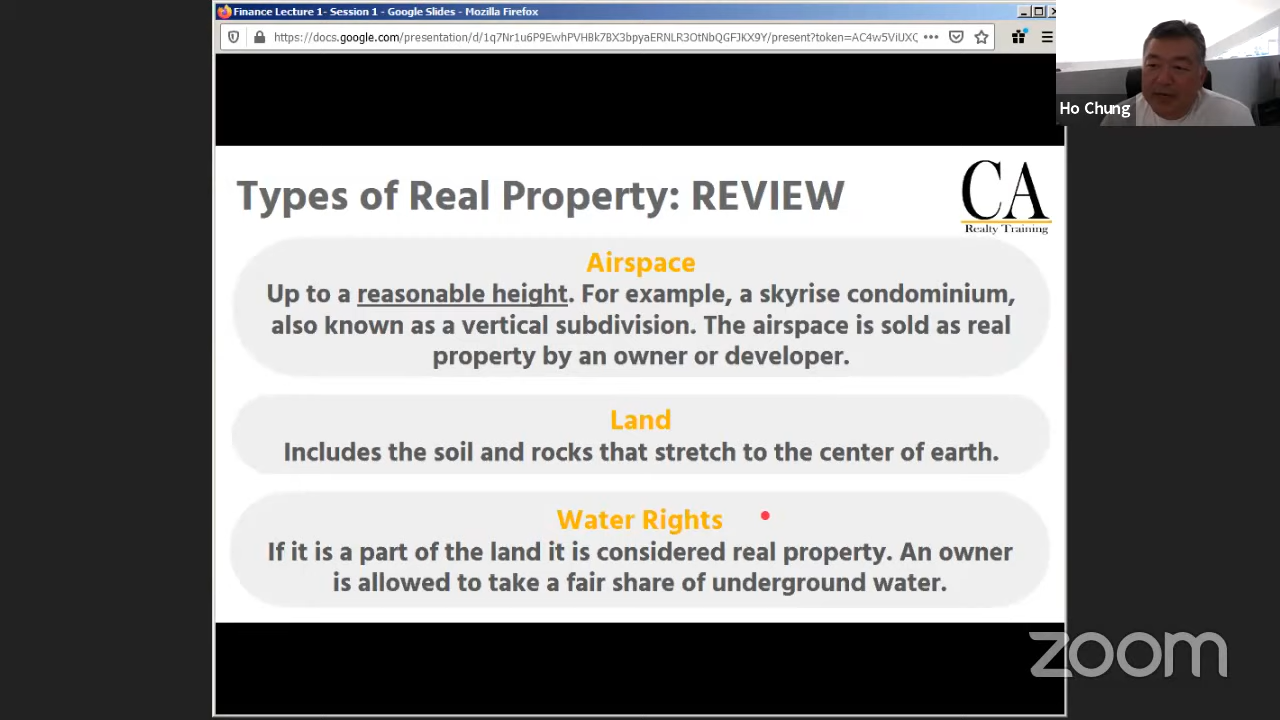 Finance Lecture 1- Session 1 - Google Slides - Mozilla Firefox
https://docs.google.com/presentation/d/1q7Nr1u6P9EwhPVHBk7BX3bpyaERNLR3OtNbQGFJKX9Y/present?token=AC4w5ViUXC
Ho Chung
Types of Real Property: REVIEW
CA
Realty Training
Airspace
Up to a reasonable height. For example, a skyrise condominium,
also known as a vertical subdivision. The airspace is sold as real
property by an owner or developer.
Land
Includes the soil and rocks that stretch to the center of earth.
Water Rights
If it is a part of the land it is considered real property. An owner
is allowed to take a fair share of underground water.
zoom